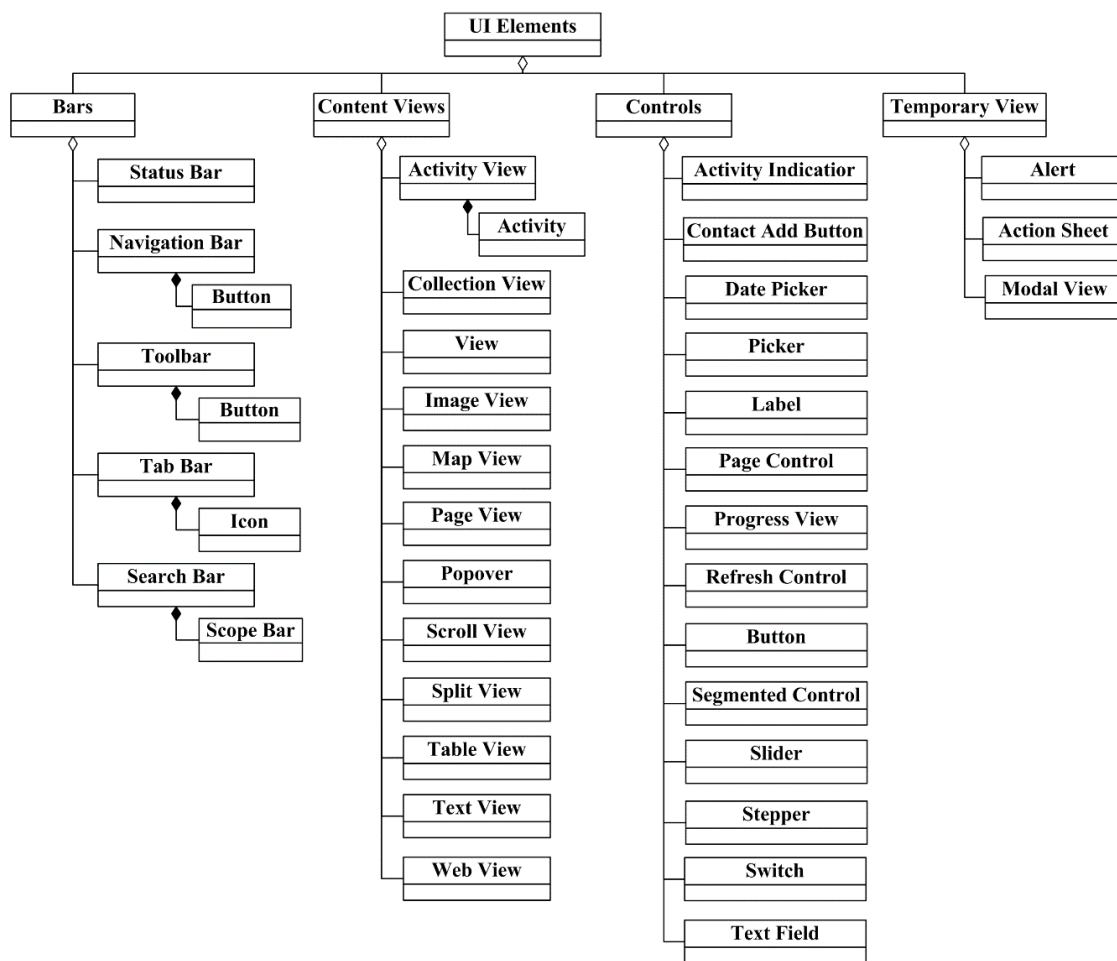 UI Elements
Bars
Content Views
Controls
Temporary View
Status Bar
Navigation Bar
Button
Toolbar
Button
Tab Bar
Icon
Search Bar
Scope Bar
Activity View
Activity
Collection View
View
Image View
Map View
Page View
Popover
Scroll View
Split View
Table View
Text View
Web View
Activity Indicatior
Contact Add Button
Date Picker
Picker
Label
Page Control
Progress View
Refresh Control
Button
Segmented Control
Slider
Stepper
Switch
Text Field
Alert
Action Sheet
Modal View